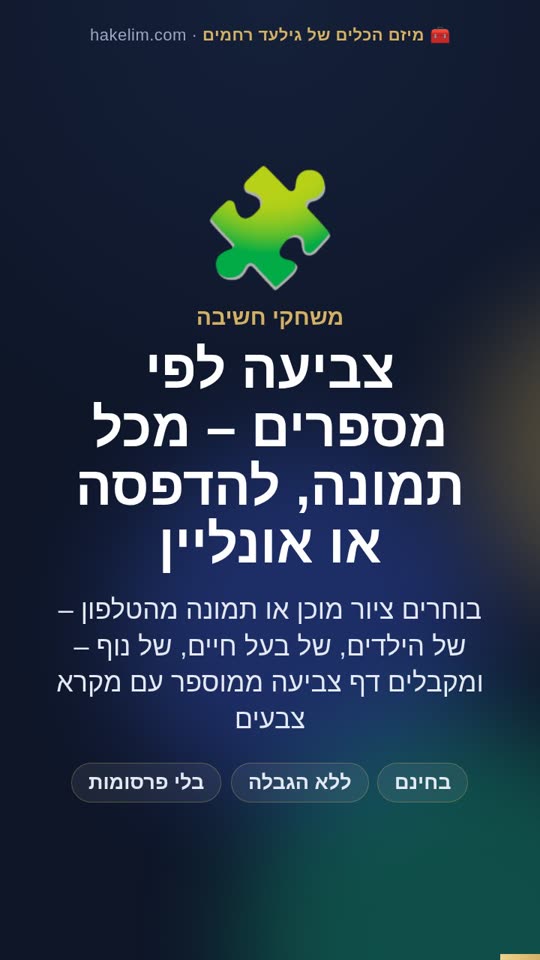 🧰 מיזם הכלים של גילעד רחמים · hakelim.com
משחקי חשיבה
צביעה לפי
מספרים – מכל
תמונה, להדפסה
או אונליין
בוחרים ציור מוכן או תמונה מהטלפון –
של הילדים, של בעל חיים, של נוף –
ומקבלים דף צביעה ממוספר עם מקרא
צבעים
בחינם
ללא הגבלה
בלי פרסומות